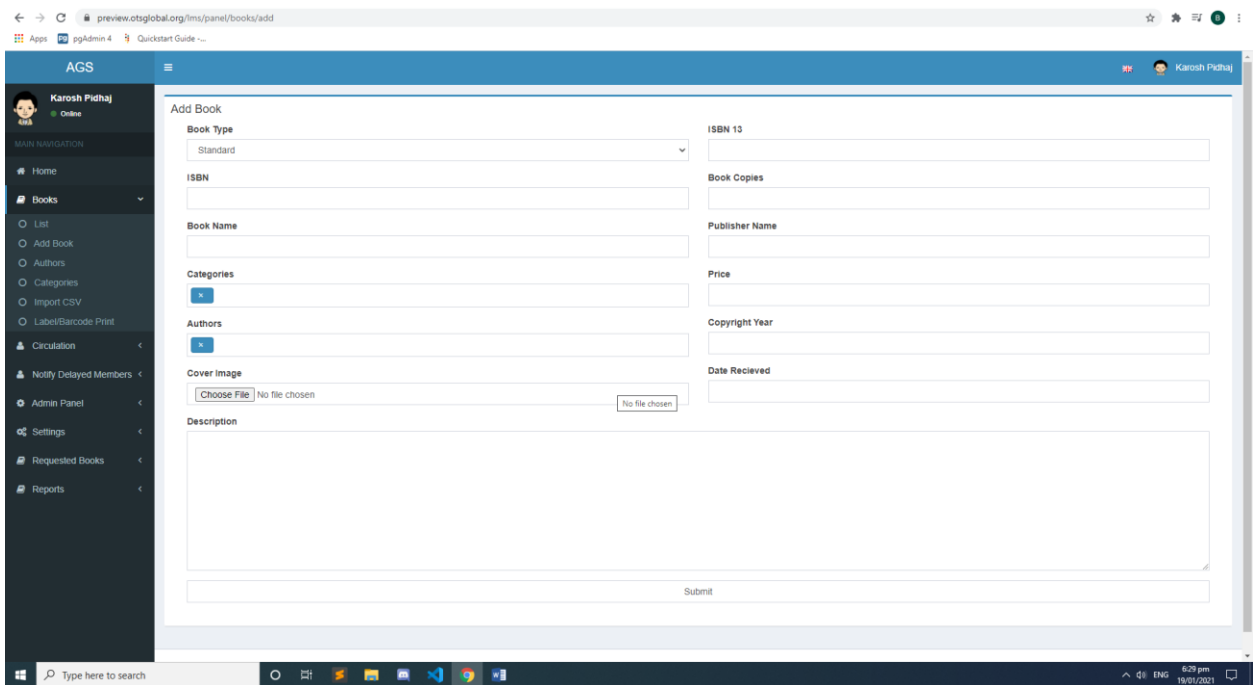 preview.otsglobal.org/lms/panel/books/add
B
Apps Pg pgAdmin 4 Quickstart Guide -...
AGS
Karosh Pidhaj
Karosh Pidhaj
Online
MAIN NAVIGATION
Home
Books
List
Add Book
Authors
Categories
Import CSV
Label/Barcode Print
Circulation
Notify Delayed Members
Admin Panel
Settings
Requested Books
Reports
Add Book
Book Type
Standard
ISBN 13
ISBN
Book Copies
Book Name
Publisher Name
Categories
×
Price
Authors
×
Copyright Year
Cover Image
Choose File No file chosen
No file chosen
Date Recieved
Description
Submit
Type here to search
ENG
6:29 pm
19/01/2021